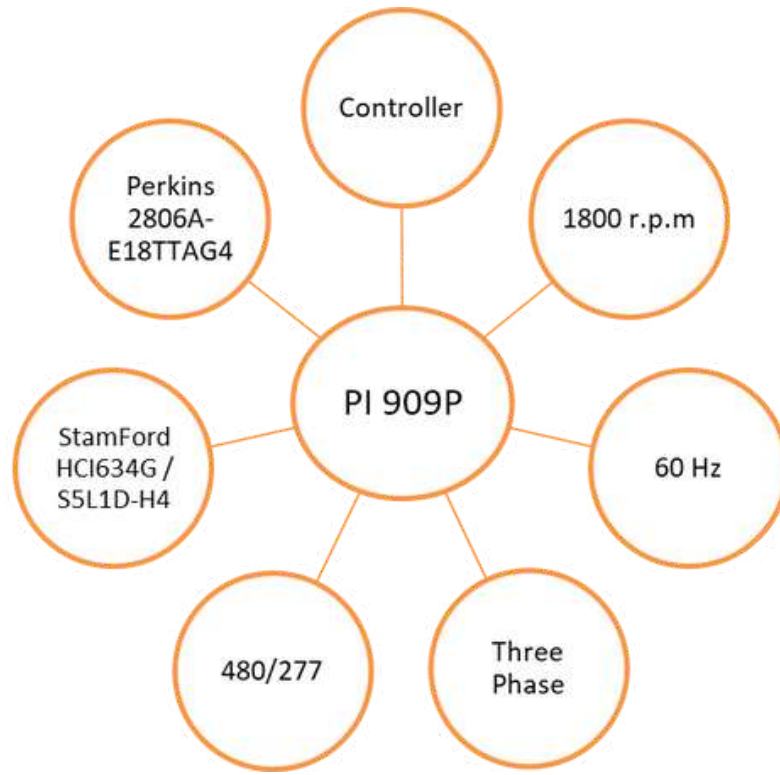 Controller
1800 r.p.m
60 Hz
Three
Phase
480/277
StamFord
HCI634G /
S5L1D-H4
Perkins
2806A-
E18TTAG4
PI 909P